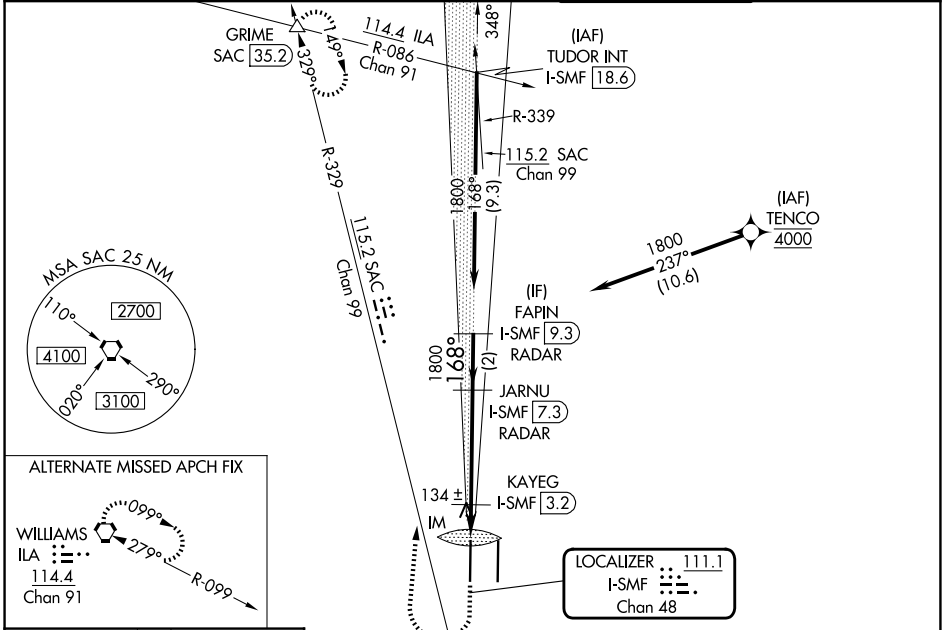 GRIME
SAC 35.2
149°
329°
114.4 ILA
R-086
Chan 91
348°
(IAF)
TUDOR INT
I-SMF 18.6
R-339
115.2 SAC
Chan 99
1800
168°
(9.3)
R-329
115.2 SAC
Chan 99
(IAF)
TENCO
4000
1800
237°
(10.6)
MSA SAC 25 NM
110°
2700
4100
020°
3100
290°
(IF)
FAPIN
I-SMF 9.3
RADAR
1800
168°
(2)
JARNU
I-SMF 7.3
RADAR
KAYEG
I-SMF 3.2
134 ±
IM
ALTERNATE MISSED APCH FIX
WILLIAMS
ILA
114.4
Chan 91
099°
279°
R-099
LOCALIZER 111.1
I-SMF
Chan 48